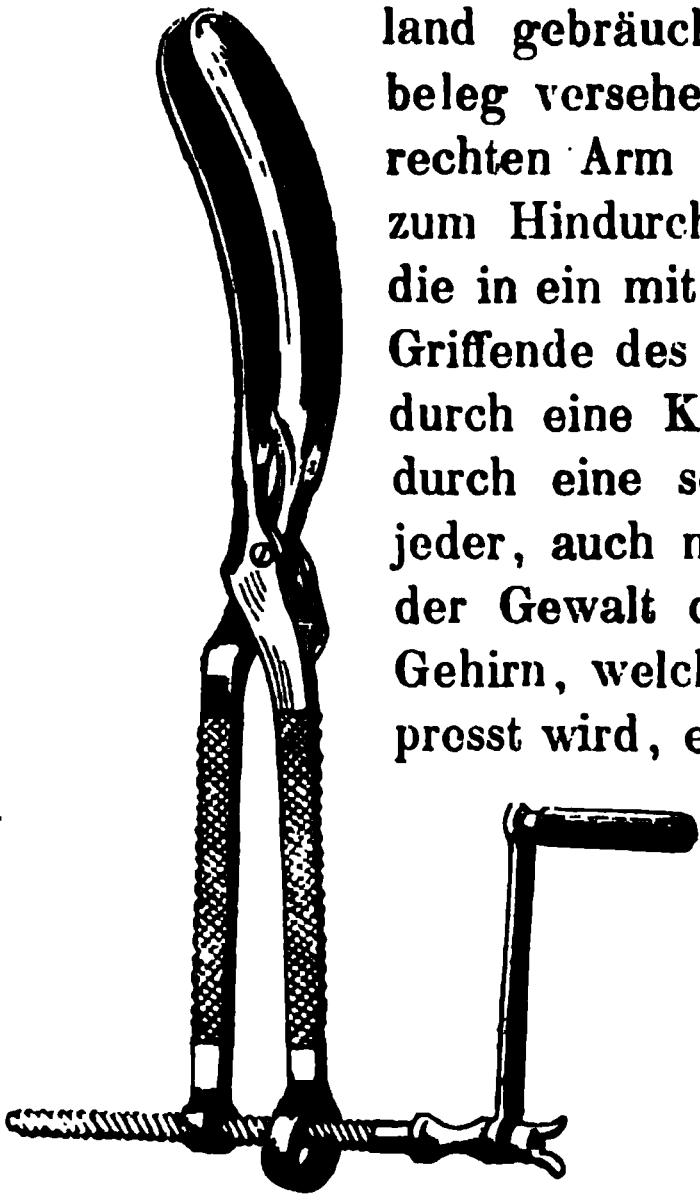 land gebräuch
beleg versehe
rechten Arm
zum Hindurch
die in ein mit
Griffende des
durch eine K
durch eine s
jeder, auch n
der Gewalt
Gehirn, welch
presst wird, e